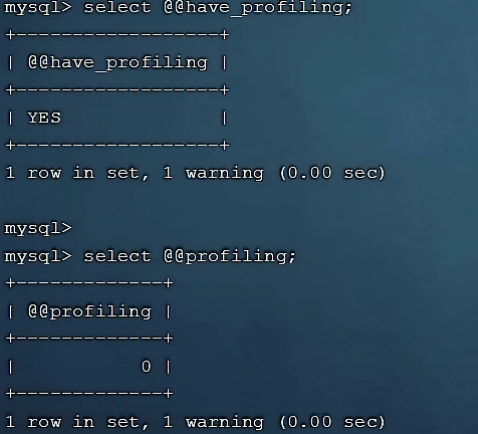 mysql> select @@have_profiling;
+------------------+
| @@have_profiling |
+------------------+
| YES              |
+------------------+
1 row in set, 1 warning (0.00 sec)
mysql>
mysql> select @@profiling;
+-------------+
| @@profiling |
+-------------+
|           0 |
+-------------+
1 row in set, 1 warning (0.00 sec)